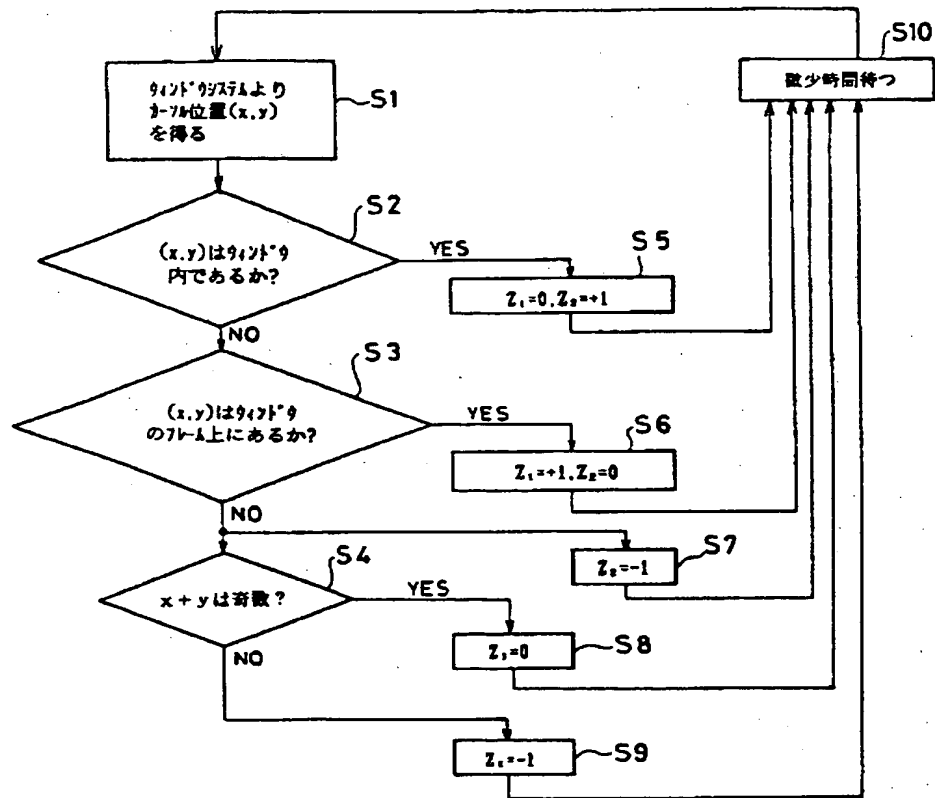 S10
微少時間待つ
ウィンドウシステムより
カーソル位置(x,y)
を得る
S1
S2
(x,y)はウィンドウ
内であるか?
YES
S5
Z₁=0,Z₂=+1
NO
S3
(x,y)はウィンドウ
のフレーム上にあるか?
YES
S6
Z₁=+1,Z₂=0
NO
S7
Z₂=-1
S4
x+yは奇数?
YES
S8
Z₁=0
NO
S9
Z₁=-1